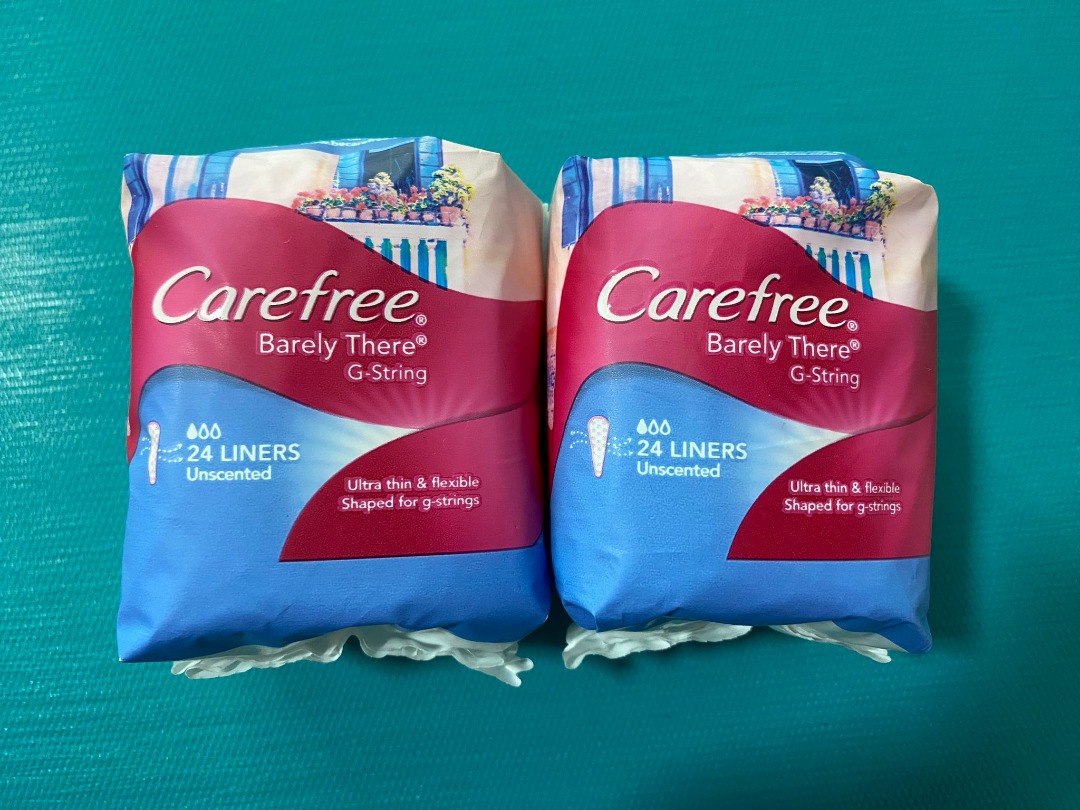 Carefree®
Barely There®
G-String
24 LINERS
Unscented
Ultra thin & flexible
Shaped for g-strings
Carefree®
Barely There®
G-String
24 LINERS
Unscented
Ultra thin & flexible
Shaped for g-strings